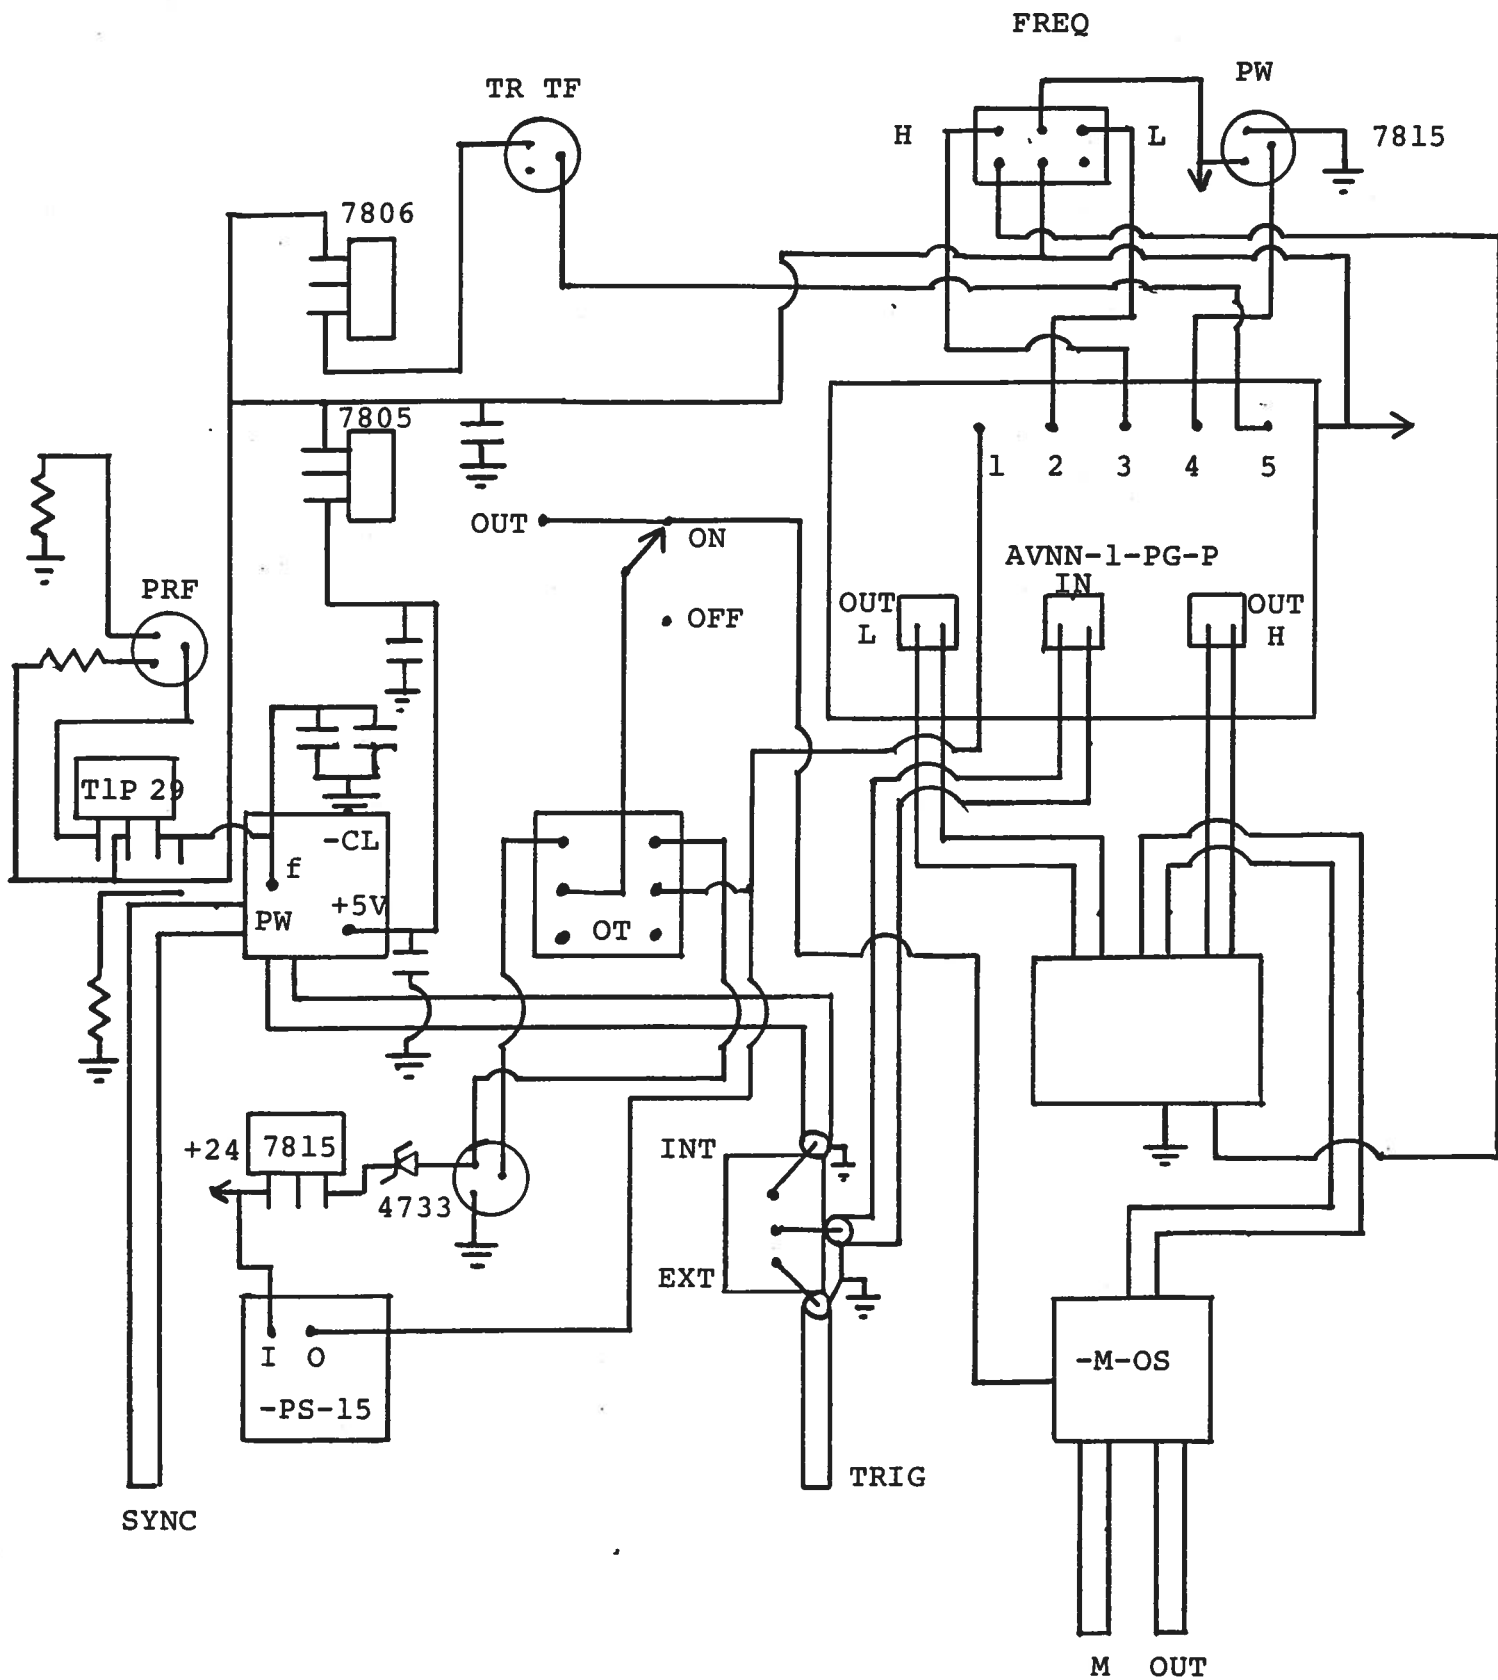 FREQ
TR TF
PW
H
L
7815
7806
7805
1 2 3 4 5
OUT
ON
AVNN-1-PG-P
IN
PRF
OUT
L
OUT
H
OFF
T1P 29
-CL
f
+5V
PW
OT
+24
7815
INT
4733
EXT
I O
-M-OS
-PS-15
TRIG
SYNC
M OUT